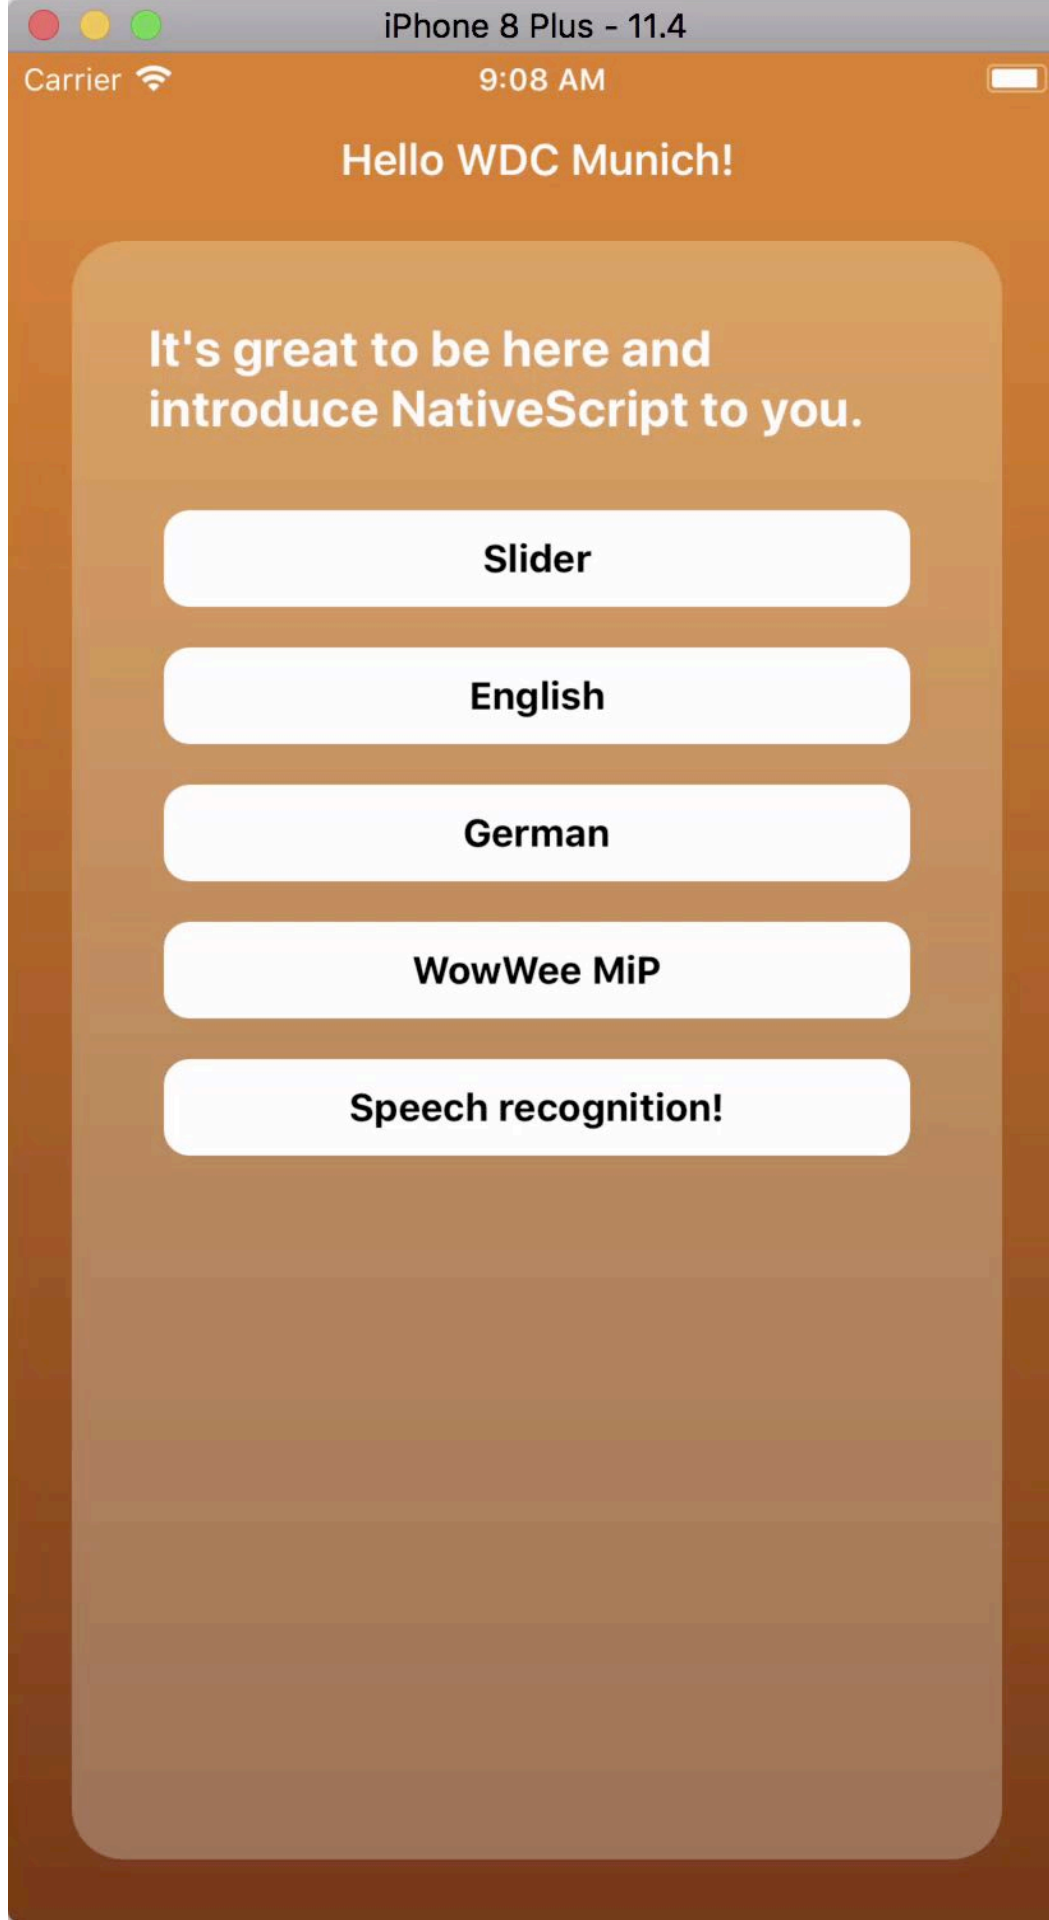 iPhone 8 Plus - 11.4
Carrier
9:08 AM
Hello WDC Munich!
It's great to be here and
introduce NativeScript to you.
Slider
English
German
WowWee MiP
Speech recognition!